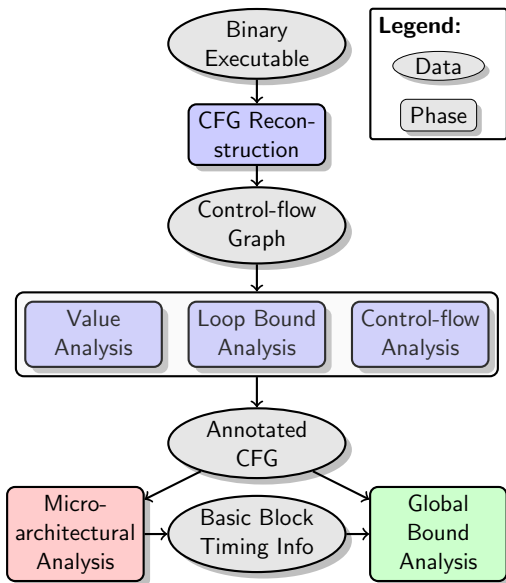 Binary
Executable
Legend:
Data
Phase
CFG Recon-
struction
Control-flow
Graph
Value
Analysis
Loop Bound
Analysis
Control-flow
Analysis
Annotated
CFG
Micro-
architectural
Analysis
Basic Block
Timing Info
Global
Bound
Analysis